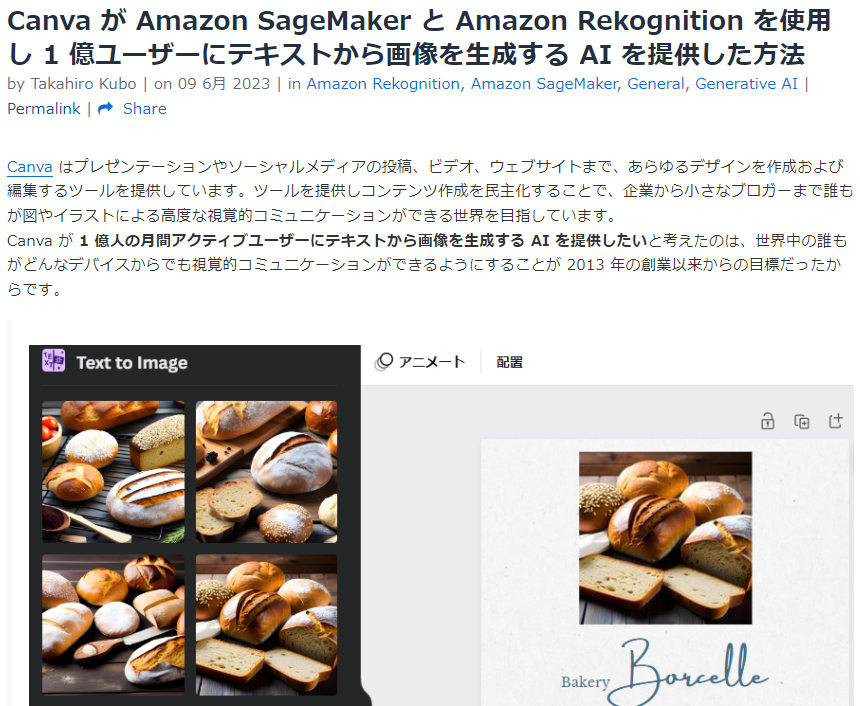 Canva が Amazon SageMaker と Amazon Rekognition を使用
し 1 億ユーザーにテキストから画像を生成する AI を提供した方法
by Takahiro Kubo | on 09 6月 2023 | in Amazon Rekognition, Amazon SageMaker, General, Generative AI |
Permalink | Share
Canva はプレゼンテーションやソーシャルメディアの投稿、ビデオ、ウェブサイトまで、あらゆるデザインを作成および
編集するツールを提供しています。ツールを提供しコンテンツ作成を民主化することで、企業から小さなブロガーまで誰も
が図やイラストによる高度な視覚的コミュニケーションができる世界を目指しています。
Canva が 1 億人の月間アクティブユーザーにテキストから画像を生成する AI を提供したいと考えたのは、世界中の誰も
がどんなデバイスからでも視覚的コミュニケーションができるようにすることが 2013 年の創業以来からの目標だったか
らです。
Text to Image
アニメート 配置
Bakery Borcelle